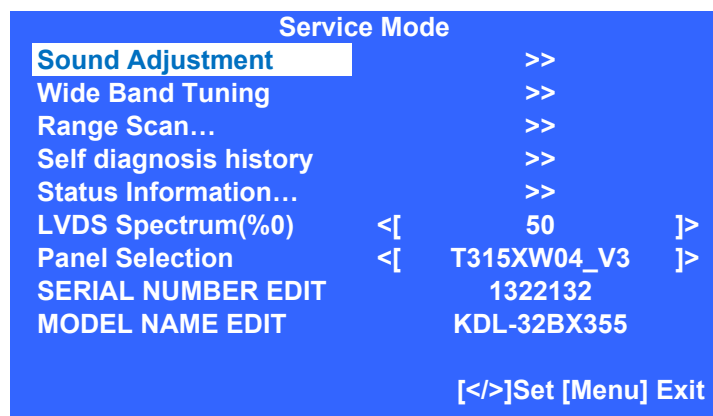 Service Mode
Sound Adjustment >>
Wide Band Tuning >>
Range Scan… >>
Self diagnosis history >>
Status Information… >>
LVDS Spectrum(%0) <[ 50 ]>
Panel Selection <[ T315XW04_V3 ]>
SERIAL NUMBER EDIT 1322132
MODEL NAME EDIT KDL-32BX355
[</>]Set [Menu] Exit